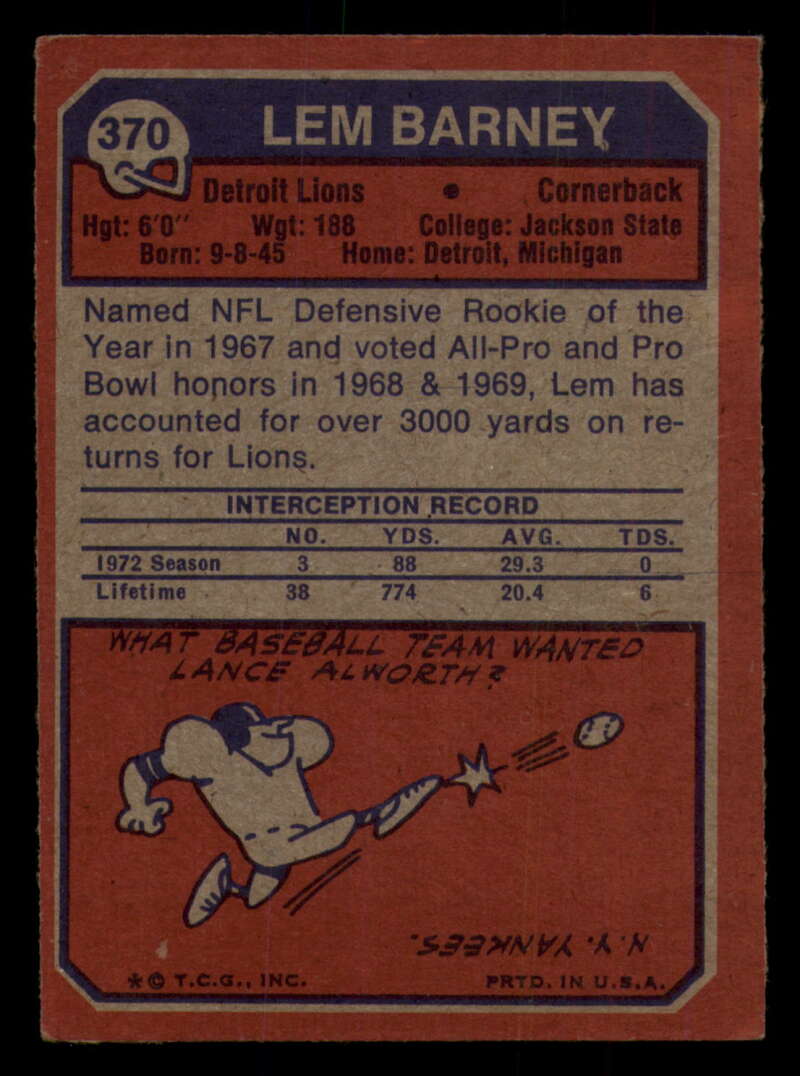 370
LEM BARNEY
Detroit Lions • Cornerback
Hgt: 6'0" Wgt: 188 College: Jackson State
Born: 9-8-45 Home: Detroit, Michigan
Named NFL Defensive Rookie of the
Year in 1967 and voted All-Pro and Pro
Bowl honors in 1968 & 1969, Lem has
accounted for over 3000 yards on re-
turns for Lions.
INTERCEPTION RECORD
NO. YDS. AVG. TDS.
1972 Season 3 88 29.3 0
Lifetime 38 774 20.4 6
WHAT BASEBALL TEAM WANTED
LANCE ALWORTH?
N.Y. YANKEES.
*© T.C.G., INC. PRTD. IN U.S.A.